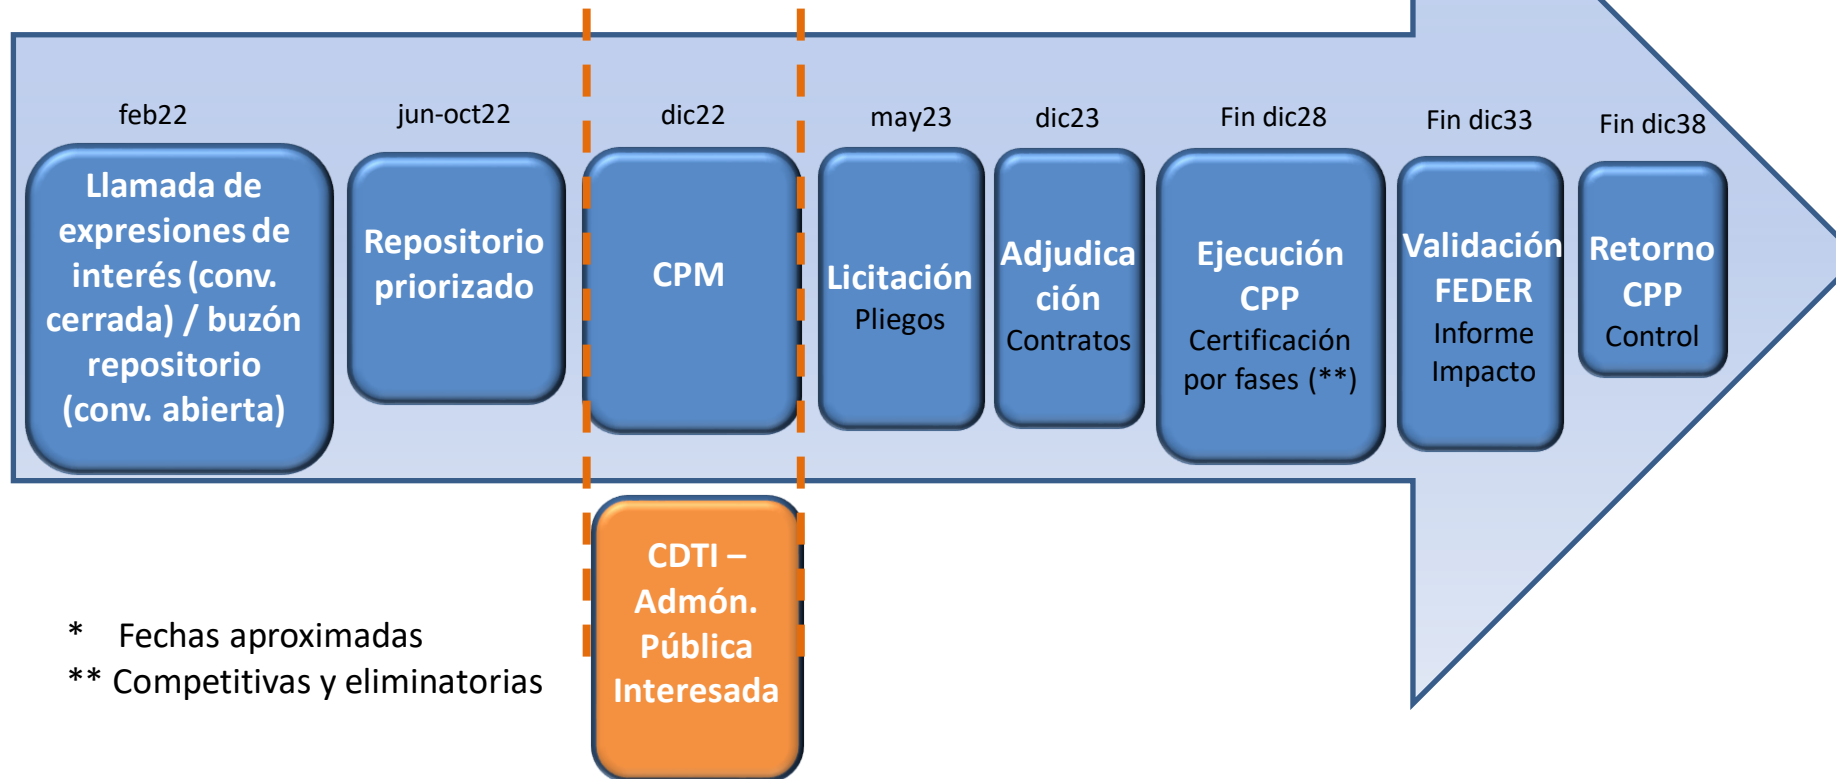 feb22
Llamada de
expresiones de
interés (conv.
cerrada) / buzón
repositorio
(conv. abierta)
jun-oct22
Repositorio
priorizado
dic22
CPM
may23
Licitación
Pliegos
dic23
Adjudica
ción
Contratos
Fin dic28
Ejecución
CPP
Certificación
por fases (**)
Fin dic33
Validación
FEDER
Informe
Impacto
Fin dic38
Retorno
CPP
Control
CDTI –
Admón.
Pública
Interesada
* Fechas aproximadas
** Competitivas y eliminatorias